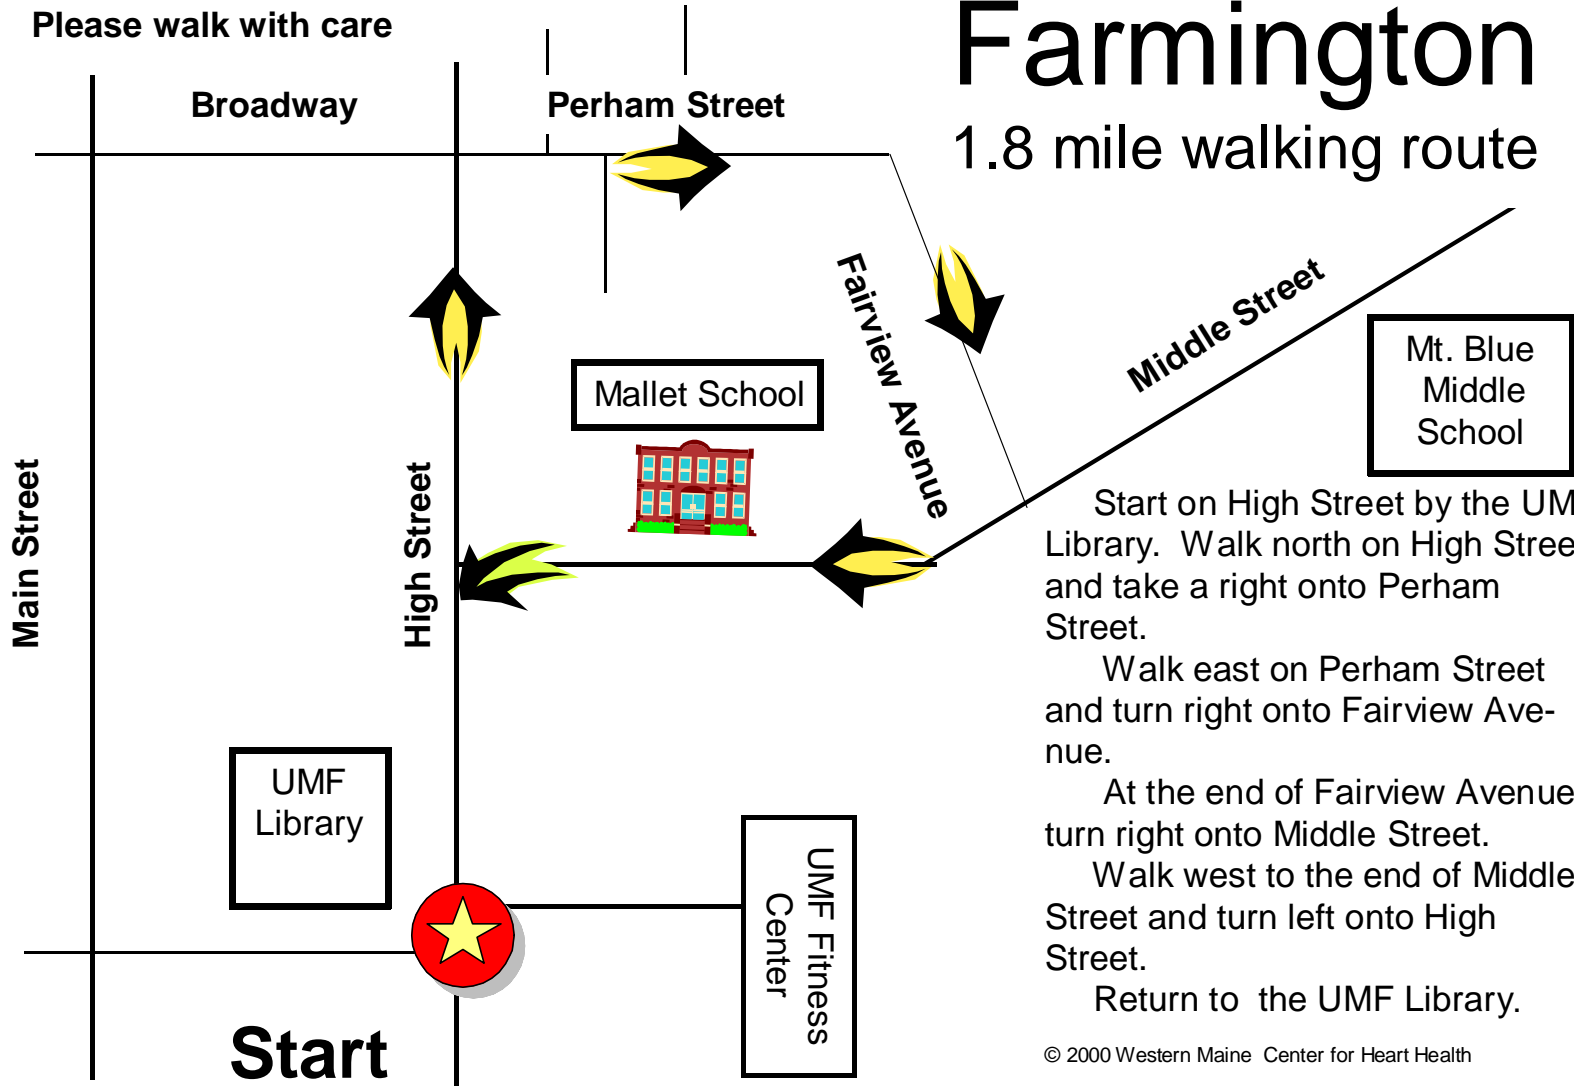 Please walk with care
Farmington
1.8 mile walking route
Broadway
Perham Street
Fairview Avenue
Middle Street
Mt. Blue
Middle
School
Mallet School
Main Street
High Street
UMF
Library
UMF Fitness
Center
Start
Start on High Street by the UM
Library. Walk north on High Stree
and take a right onto Perham
Street.
Walk east on Perham Street
and turn right onto Fairview Ave-
nue.
At the end of Fairview Avenue
turn right onto Middle Street.
Walk west to the end of Middle
Street and turn left onto High
Street.
Return to the UMF Library.
© 2000 Western Maine Center for Heart Health